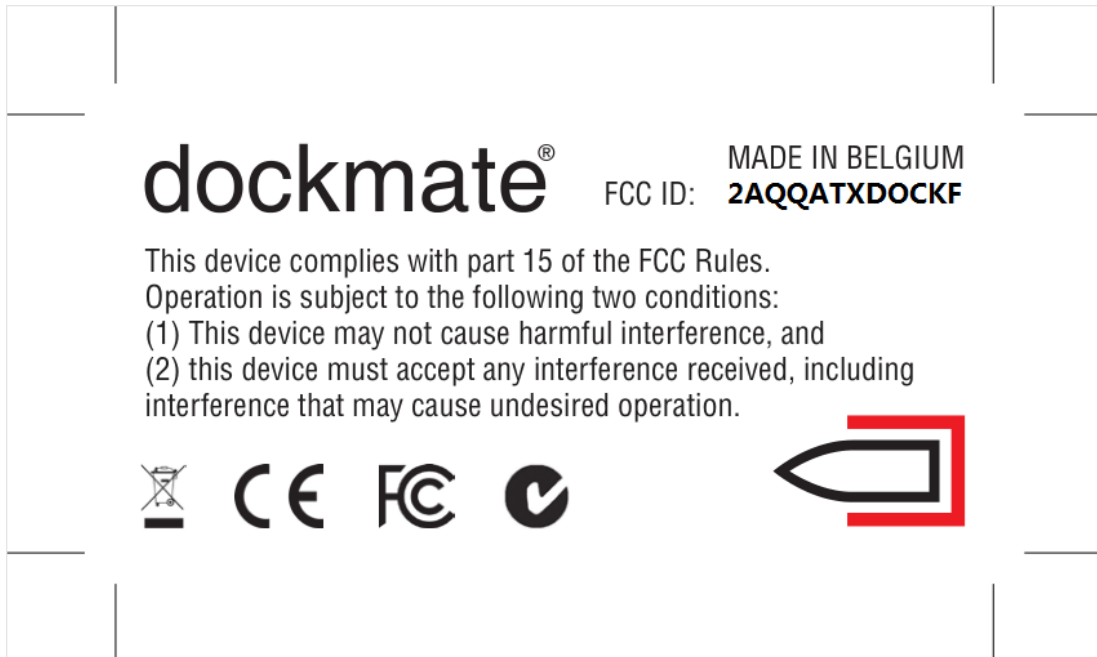 dockmate®
MADE IN BELGIUM
FCC ID: 2AQQATXDOCKF
This device complies with part 15 of the FCC Rules.
Operation is subject to the following two conditions:
(1) This device may not cause harmful interference, and
(2) this device must accept any interference received, including
interference that may cause undesired operation.
CE FC